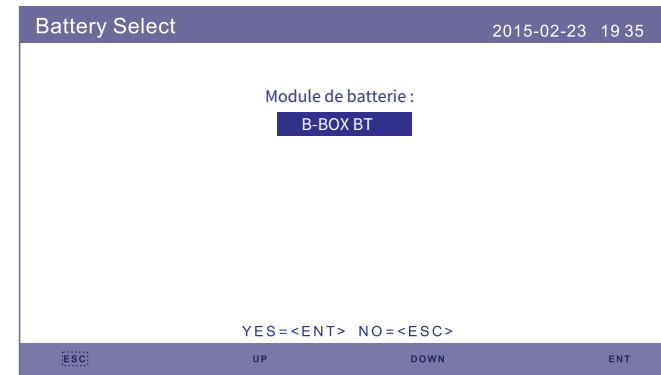 Battery Select 2015-02-23 19 35
Module de batterie :
B-BOX BT
YES=<ENT> NO=<ESC>
ESC UP DOWN ENT